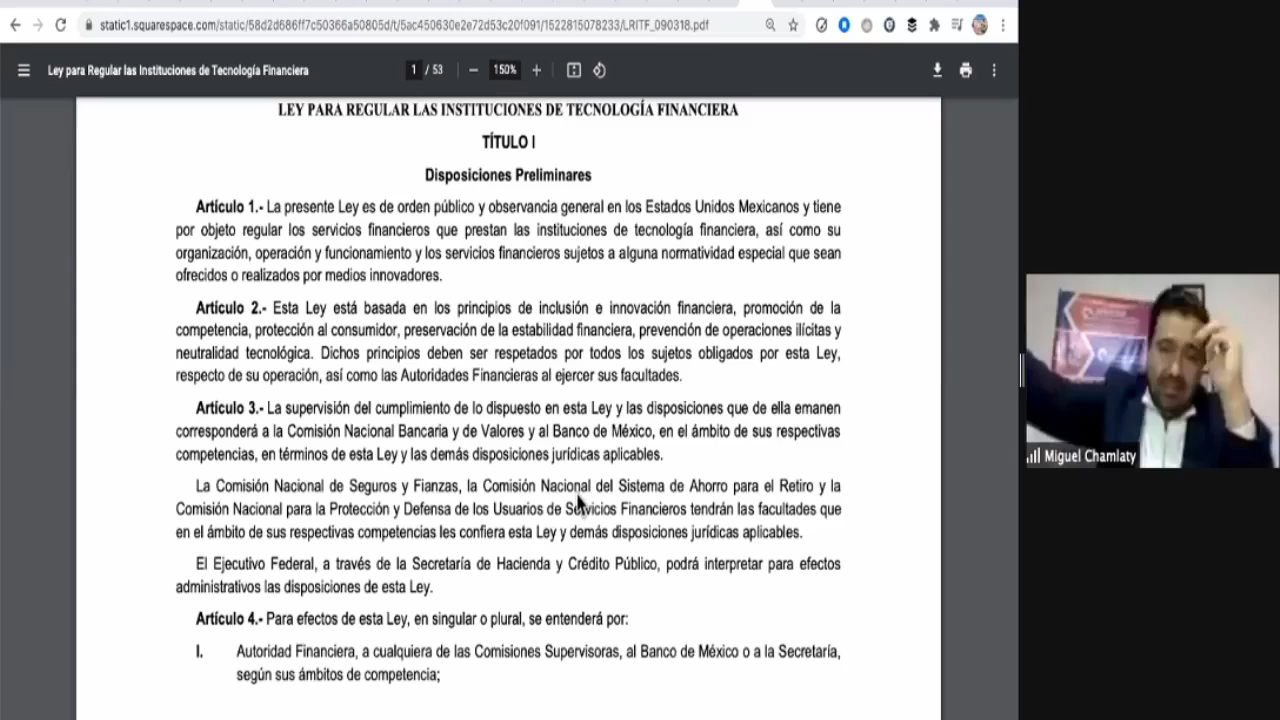 static1.squarespace.com/static/58d2d686ff7c50366a50805d/t/5ac450630e2e72d53c20f091/1522815078233/LRITF_090318.pdf
Ley para Regular las Instituciones de Tecnología Financiera
1 / 53
150%
LEY PARA REGULAR LAS INSTITUCIONES DE TECNOLOGÍA FINANCIERA
TÍTULO I
Disposiciones Preliminares
Artículo 1.- La presente Ley es de orden público y observancia general en los Estados Unidos Mexicanos y tiene
por objeto regular los servicios financieros que prestan las instituciones de tecnología financiera, así como su
organización, operación y funcionamiento y los servicios financieros sujetos a alguna normatividad especial que sean
ofrecidos o realizados por medios innovadores.
Artículo 2.- Esta Ley está basada en los principios de inclusión e innovación financiera, promoción de la
competencia, protección al consumidor, preservación de la estabilidad financiera, prevención de operaciones ilícitas y
neutralidad tecnológica. Dichos principios deben ser respetados por todos los sujetos obligados por esta Ley,
respecto de su operación, así como las Autoridades Financieras al ejercer sus facultades.
Artículo 3.- La supervisión del cumplimiento de lo dispuesto en esta Ley y las disposiciones que de ella emanen
corresponderá a la Comisión Nacional Bancaria y de Valores y al Banco de México, en el ámbito de sus respectivas
competencias, en términos de esta Ley y las demás disposiciones jurídicas aplicables.
La Comisión Nacional de Seguros y Fianzas, la Comisión Nacional del Sistema de Ahorro para el Retiro y la
Comisión Nacional para la Protección y Defensa de los Usuarios de Servicios Financieros tendrán las facultades que
en el ámbito de sus respectivas competencias les confiera esta Ley y demás disposiciones jurídicas aplicables.
El Ejecutivo Federal, a través de la Secretaría de Hacienda y Crédito Público, podrá interpretar para efectos
administrativos las disposiciones de esta Ley.
Artículo 4.- Para efectos de esta Ley, en singular o plural, se entenderá por:
I. Autoridad Financiera, a cualquiera de las Comisiones Supervisoras, al Banco de México o a la Secretaría,
según sus ámbitos de competencia;
Miguel Chamlaty